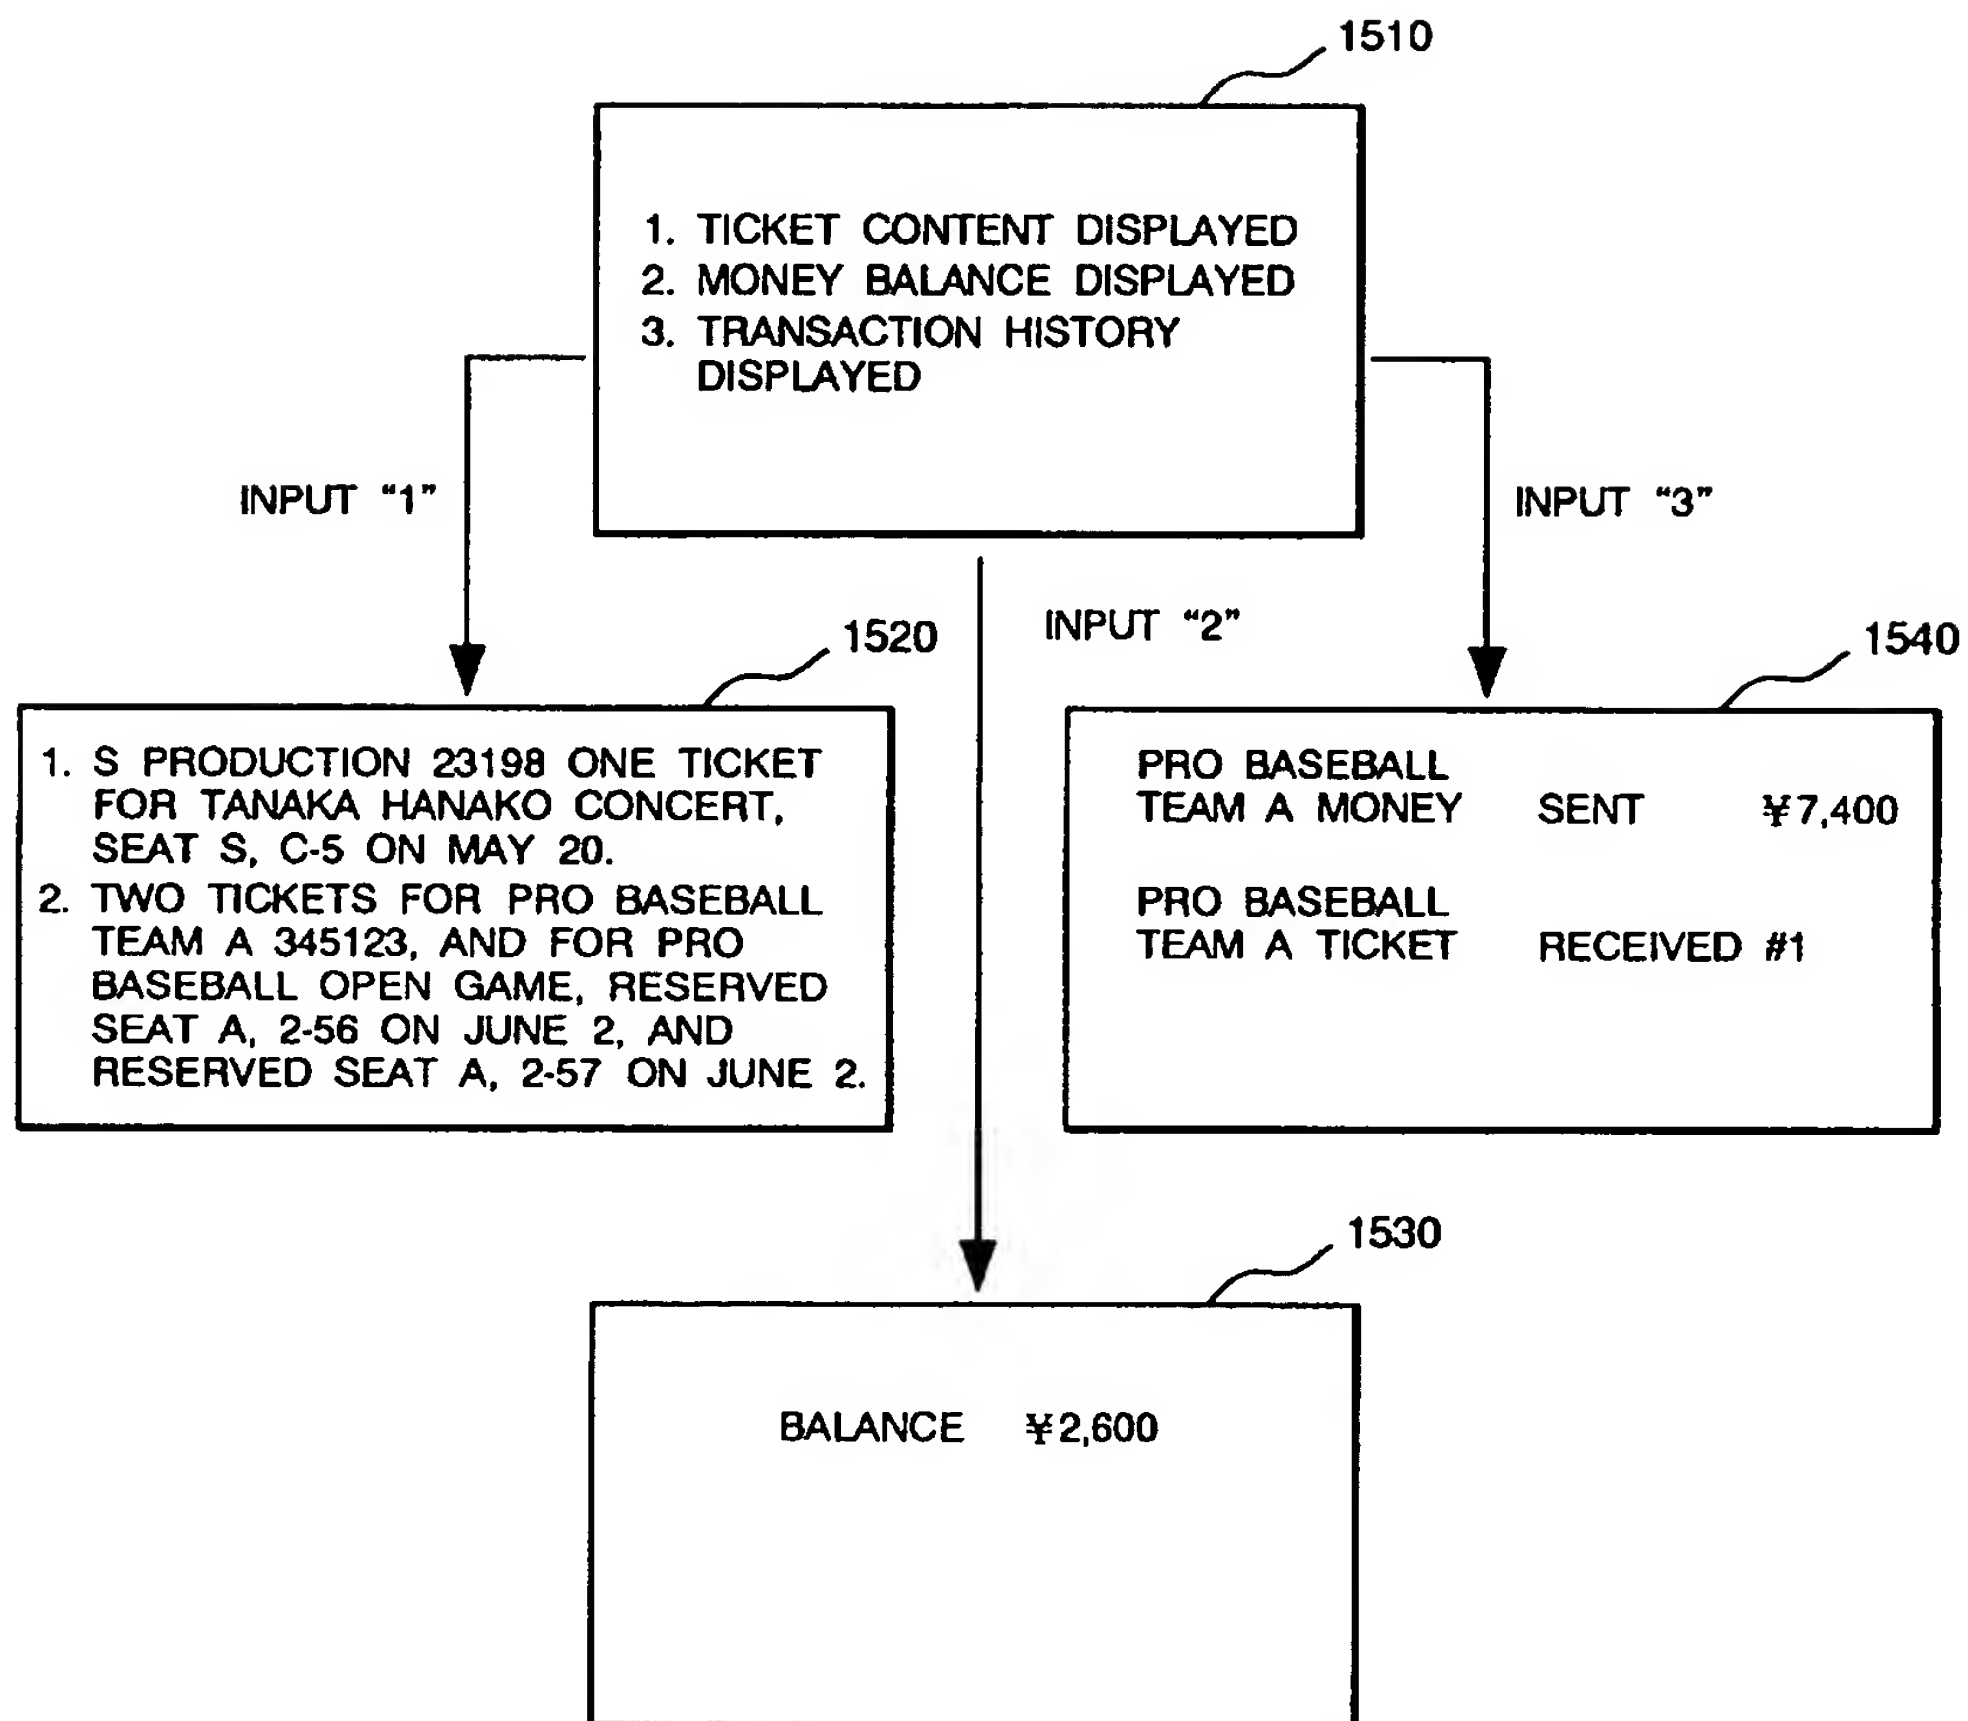 1510
1. TICKET CONTENT DISPLAYED
2. MONEY BALANCE DISPLAYED
3. TRANSACTION HISTORY
DISPLAYED
INPUT “1”
INPUT “3”
INPUT “2”
1520
1. S PRODUCTION 23198 ONE TICKET
FOR TANAKA HANAKO CONCERT,
SEAT S, C-5 ON MAY 20.
2. TWO TICKETS FOR PRO BASEBALL
TEAM A 345123, AND FOR PRO
BASEBALL OPEN GAME, RESERVED
SEAT A, 2-56 ON JUNE 2, AND
RESERVED SEAT A, 2-57 ON JUNE 2.
1540
PRO BASEBALL
TEAM A MONEY SENT ¥7,400
PRO BASEBALL
TEAM A TICKET RECEIVED #1
1530
BALANCE ¥2,600